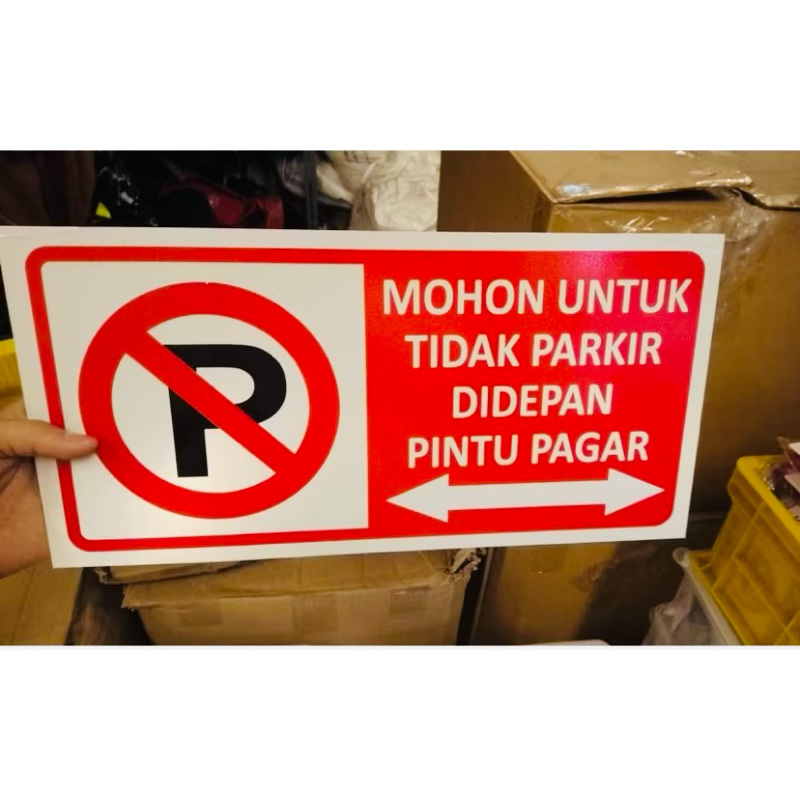 P
MOHON UNTUK
TIDAK PARKIR
DIDEPAN
PINTU PAGAR